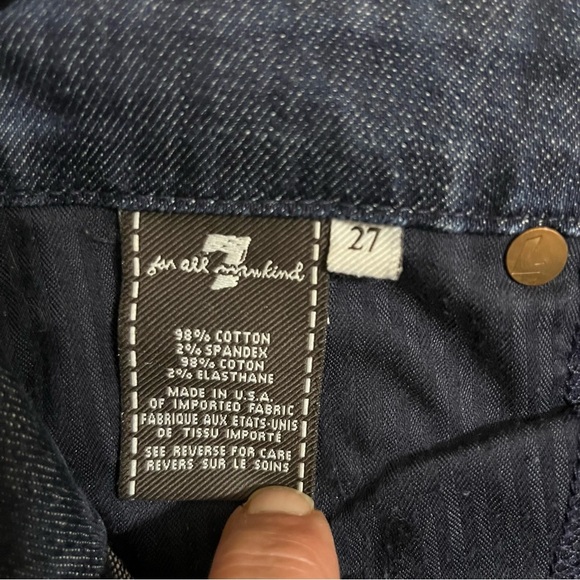 7
for all mankind
27
98% COTTON
2% SPANDEX
98% COTON
2% ELASTHANE
MADE IN U.S.A.
OF IMPORTED FABRIC
FABRIQUE AUX ETATS-UNIS
DE TISSU IMPORTÉ
SEE REVERSE FOR CARE
REVERS SUR LE SOINS